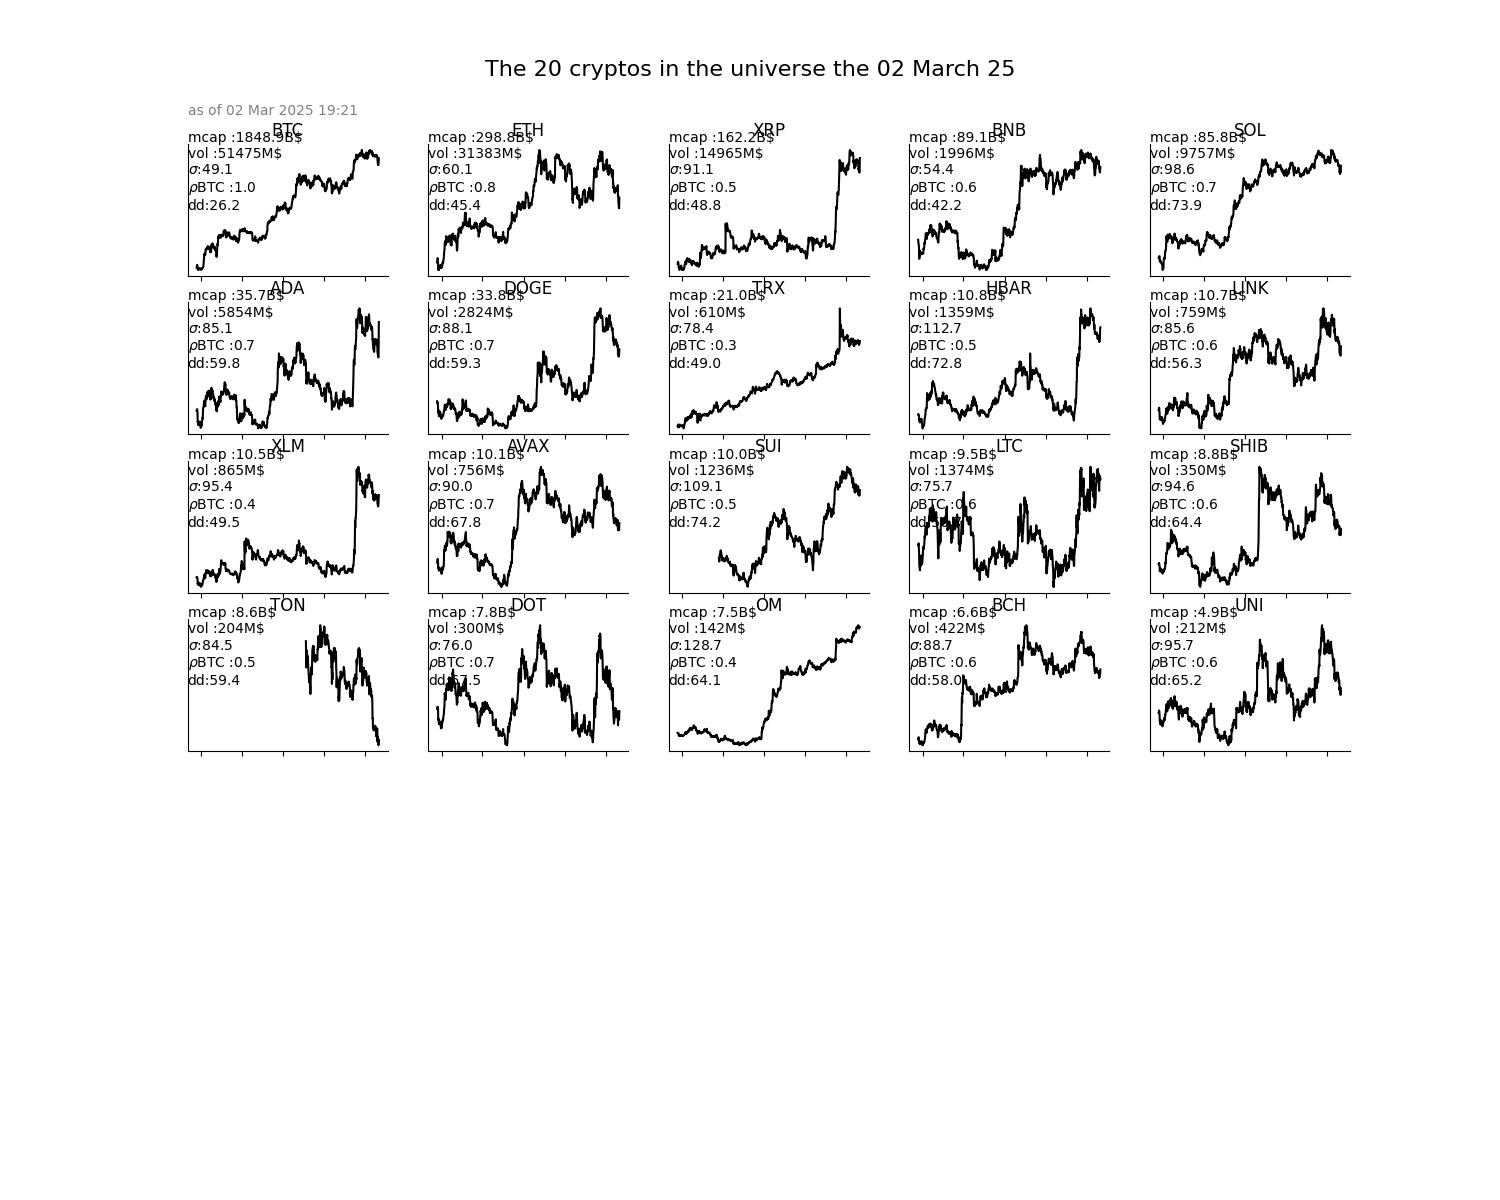 The 20 cryptos in the universe the 02 March 25
as of 02 Mar 2025 19:21
BTC
mcap :1848.9B$
vol :51475M$
σ:49.1
ρBTC :1.0
dd:26.2
ETH
mcap :298.8B$
vol :31383M$
σ:60.1
ρBTC :0.8
dd:45.4
XRP
mcap :162.2B$
vol :14965M$
σ:91.1
ρBTC :0.5
dd:48.8
BNB
mcap :89.1B$
vol :1996M$
σ:54.4
ρBTC :0.6
dd:42.2
SOL
mcap :85.8B$
vol :9757M$
σ:98.6
ρBTC :0.7
dd:73.9
ADA
mcap :35.7B$
vol :5854M$
σ:85.1
ρBTC :0.7
dd:59.8
DOGE
mcap :33.8B$
vol :2824M$
σ:88.1
ρBTC :0.7
dd:59.3
TRX
mcap :21.0B$
vol :610M$
σ:78.4
ρBTC :0.3
dd:49.0
HBAR
mcap :10.8B$
vol :1359M$
σ:112.7
ρBTC :0.5
dd:72.8
LINK
mcap :10.7B$
vol :759M$
σ:85.6
ρBTC :0.6
dd:56.3
XLM
mcap :10.5B$
vol :865M$
σ:95.4
ρBTC :0.4
dd:49.5
AVAX
mcap :10.1B$
vol :756M$
σ:90.0
ρBTC :0.7
dd:67.8
SUI
mcap :10.0B$
vol :1236M$
σ:109.1
ρBTC :0.5
dd:74.2
LTC
mcap :9.5B$
vol :1374M$
σ:75.7
ρBTC :0.6
SHIB
mcap :8.8B$
vol :350M$
σ:94.6
ρBTC :0.6
dd:64.4
TON
mcap :8.6B$
vol :204M$
σ:84.5
ρBTC :0.5
dd:59.4
DOT
mcap :7.8B$
vol :300M$
σ:76.0
ρBTC :0.7
dd:67.5
OM
mcap :7.5B$
vol :142M$
σ:128.7
ρBTC :0.4
dd:64.1
BCH
mcap :6.6B$
vol :422M$
σ:88.7
ρBTC :0.6
dd:58.0
UNI
mcap :4.9B$
vol :212M$
σ:95.7
ρBTC :0.6
dd:65.2